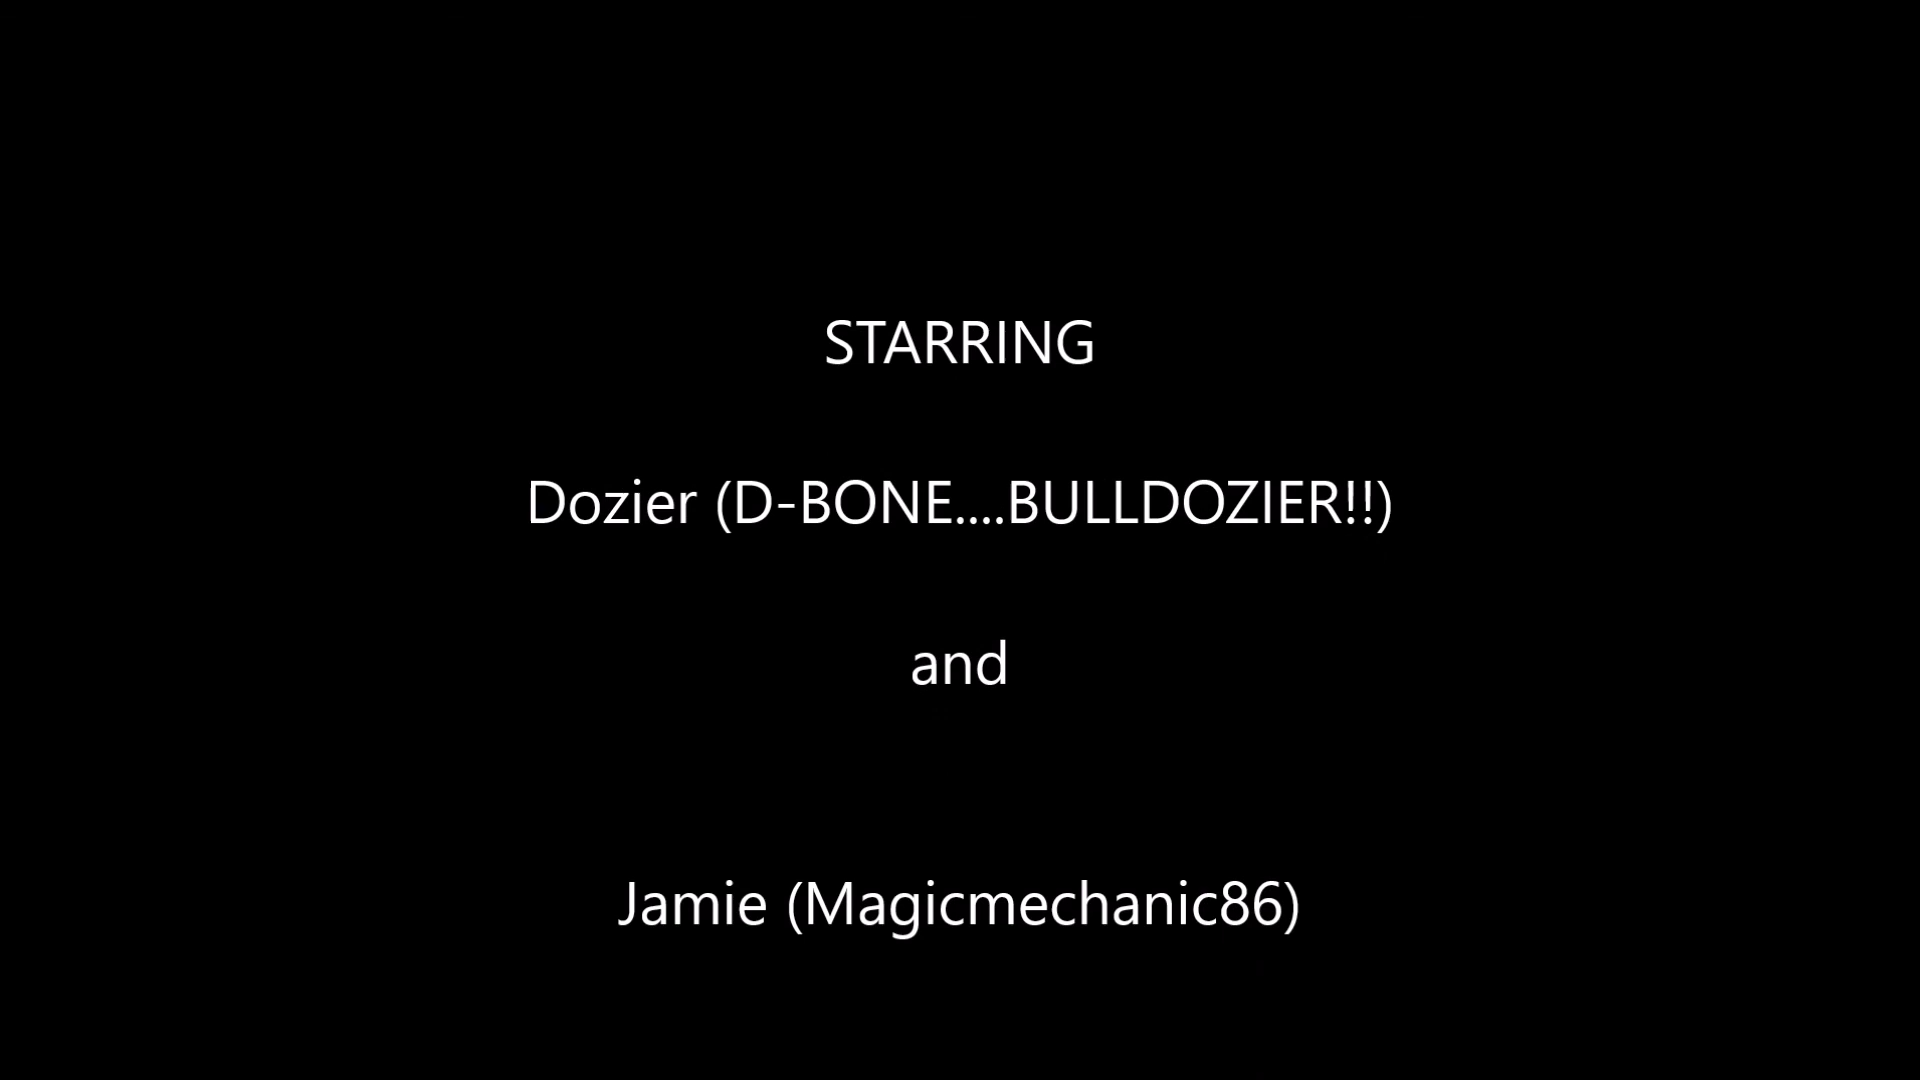 STARRING
Dozier (D-BONE....BULLDOZIER!!)
and
Jamie (Magicmechanic86)